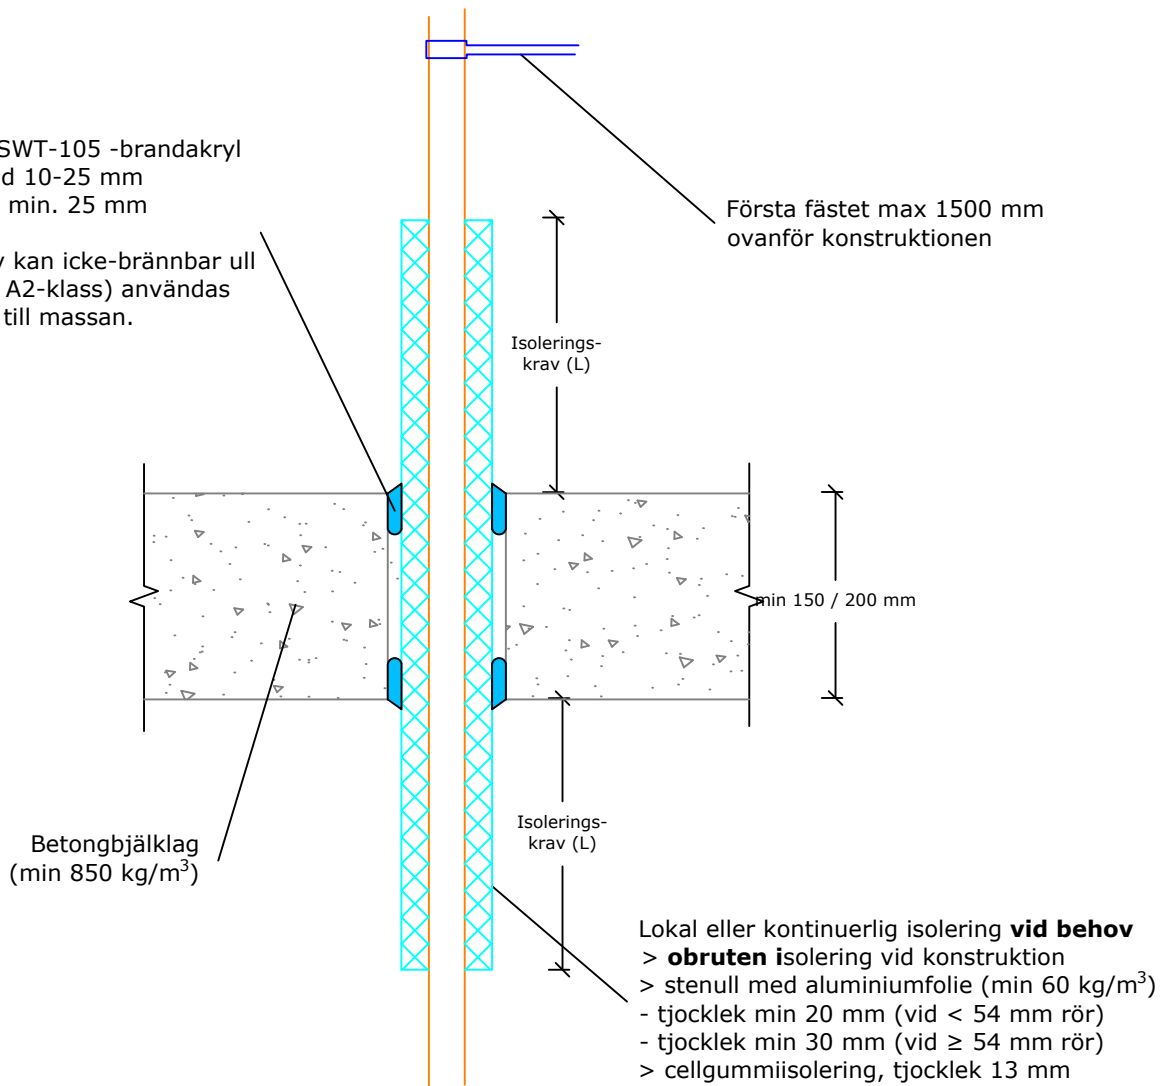 SWT-105 -brandakryl
10-25 mm
min. 25 mm
kan icke-brännbar ull
A2-klass) användas
till massan.
Första fästet max 1500 mm
ovanför konstruktionen
Isolerings-
krav (L)
min 150 / 200 mm
Betongbjälklag
(min 850 kg/m³)
Isolerings-
krav (L)
Lokal eller kontinuerlig isolering vid behov
> obruten isolering vid konstruktion
> stenull med aluminiumfolie (min 60 kg/m³)
- tjocklek min 20 mm (vid < 54 mm rör)
- tjocklek min 30 mm (vid ≥ 54 mm rör)
> cellgummiisolering, tjocklek 13 mm